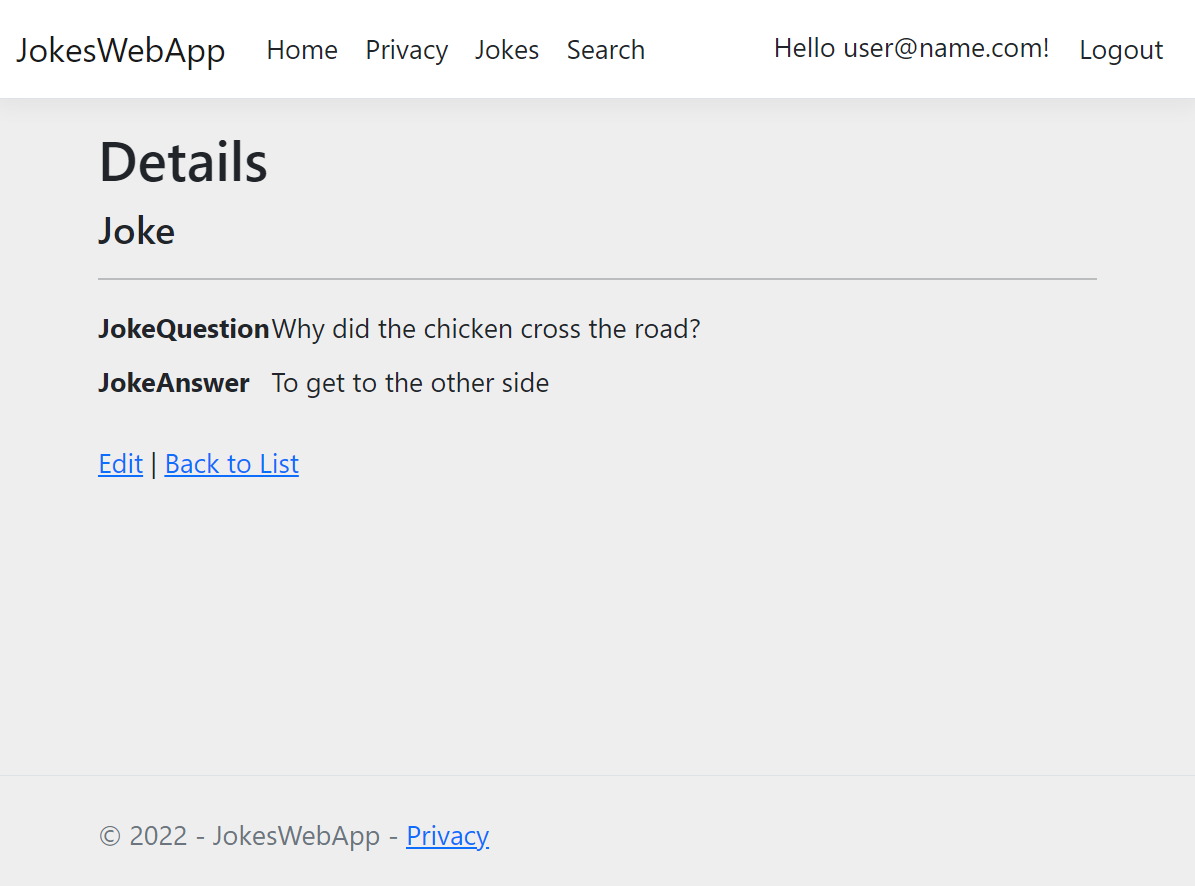 JokesWebApp Home Privacy Jokes Search Hello user@name.com! Logout
Details
Joke
JokeQuestion Why did the chicken cross the road?
JokeAnswer To get to the other side
Edit | Back to List
© 2022 - JokesWebApp - Privacy